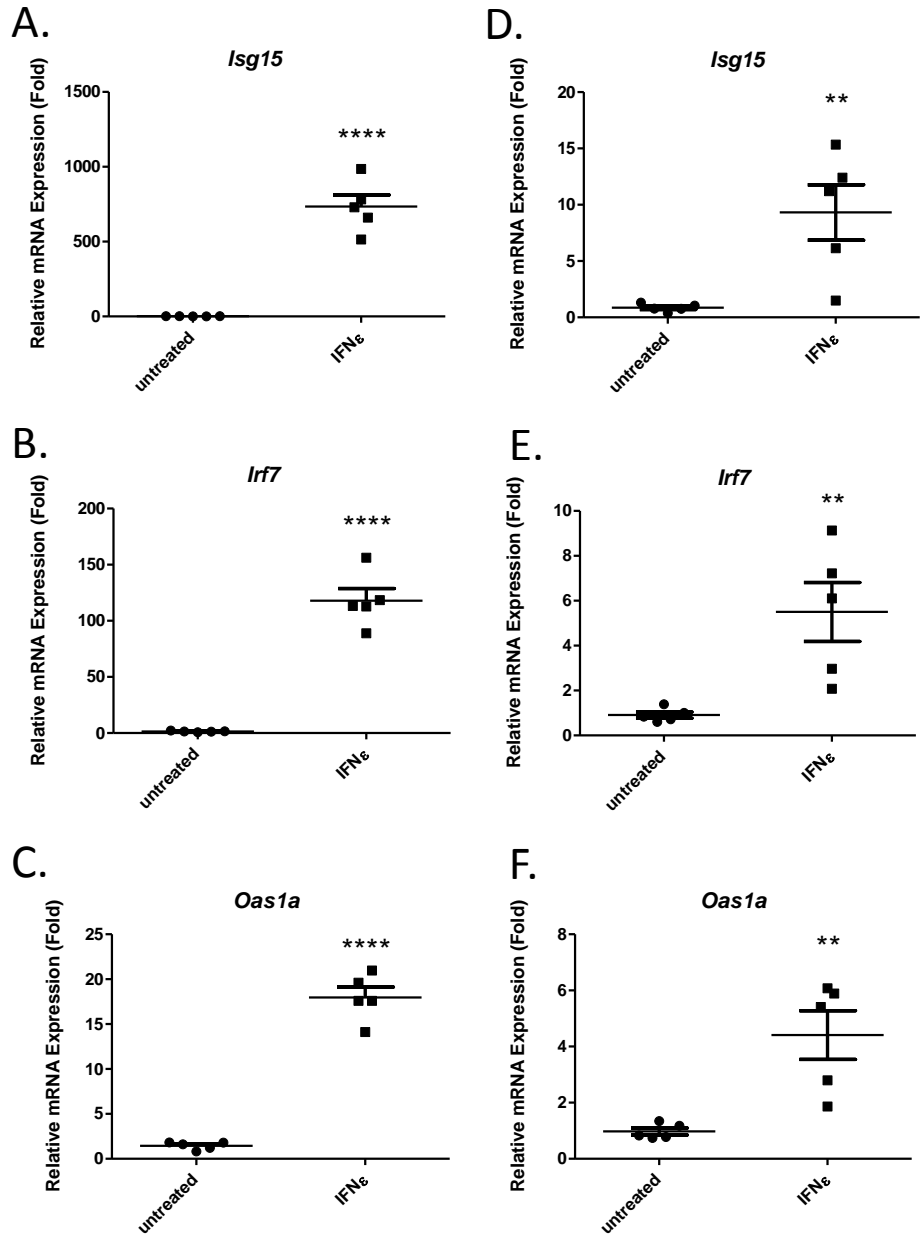 A.
Isg15
Relative mRNA Expression (Fold)
1500
1000
500
0
****
untreated
IFNε
D.
Isg15
Relative mRNA Expression (Fold)
20
15
10
5
0
**
untreated
IFNε
B.
Irf7
Relative mRNA Expression (Fold)
200
150
100
50
0
****
untreated
IFNε
E.
Irf7
Relative mRNA Expression (Fold)
10
8
6
4
2
0
**
untreated
IFNε
C.
Oas1a
Relative mRNA Expression (Fold)
25
20
15
10
5
0
****
untreated
IFNε
F.
Oas1a
Relative mRNA Expression (Fold)
8
6
4
2
0
**
untreated
IFNε